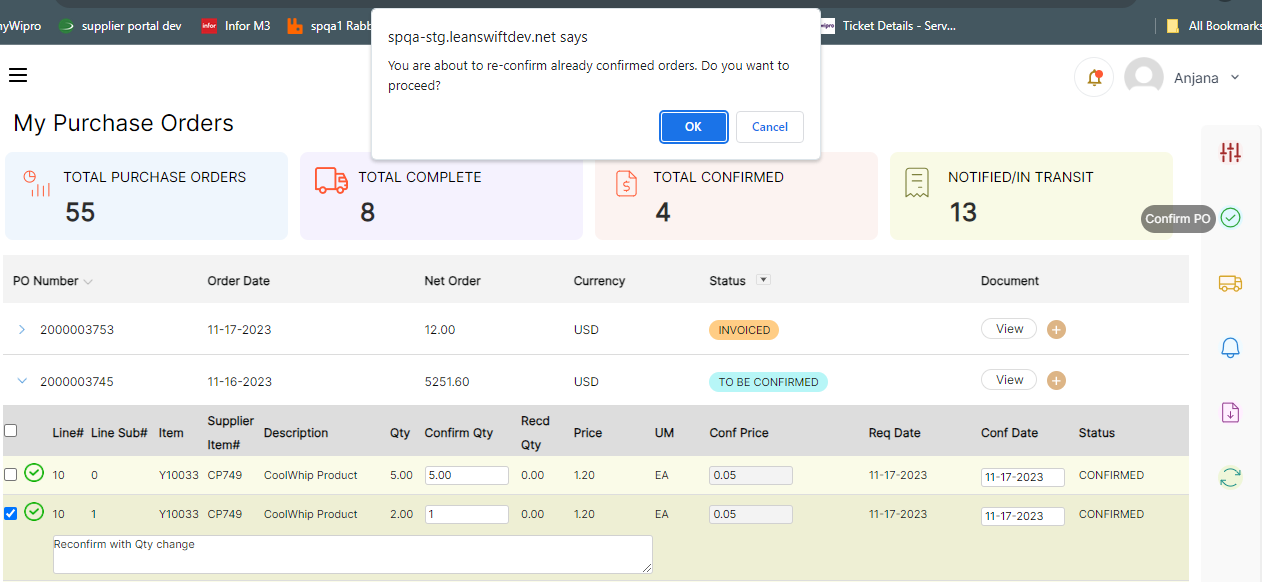 nyWipro supplier portal dev infor Infor M3 spqa1 Rabb wipro Ticket Details - Serv... All Bookmarks
spqa-stg.leanswiftdev.net says
You are about to re-confirm already confirmed orders. Do you want to
proceed?
OK Cancel
Anjana
My Purchase Orders
TOTAL PURCHASE ORDERS
55
TOTAL COMPLETE
8
TOTAL CONFIRMED
4
NOTIFIED/IN TRANSIT
13
Confirm PO
PO Number Order Date Net Order Currency Status Document
2000003753 11-17-2023 12.00 USD INVOICED View
2000003745 11-16-2023 5251.60 USD TO BE CONFIRMED View
Line# Line Sub# Item Supplier Item# Description Qty Confirm Qty Recd Qty Price UM Conf Price Req Date Conf Date Status
10 0 Y10033 CP749 CoolWhip Product 5.00 5.00 0.00 1.20 EA 0.05 11-17-2023 11-17-2023 CONFIRMED
10 1 Y10033 CP749 CoolWhip Product 2.00 1 0.00 1.20 EA 0.05 11-17-2023 11-17-2023 CONFIRMED
Reconfirm with Qty change